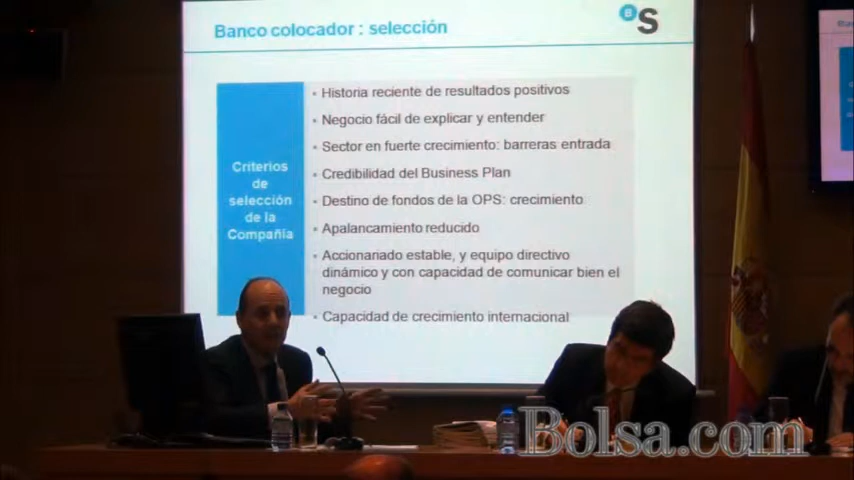 Banco colocador : selección
B
S
Criterios
de
selección
de la
Compañía
• Historia reciente de resultados positivos
• Negocio fácil de explicar y entender
• Sector en fuerte crecimiento: barreras entrada
• Credibilidad del Business Plan
• Destino de fondos de la OPS: crecimiento
• Apalancamiento reducido
• Accionariado estable, y equipo directivo
dinámico y con capacidad de comunicar bien el
negocio
• Capacidad de crecimiento internacional
Bolsa.com